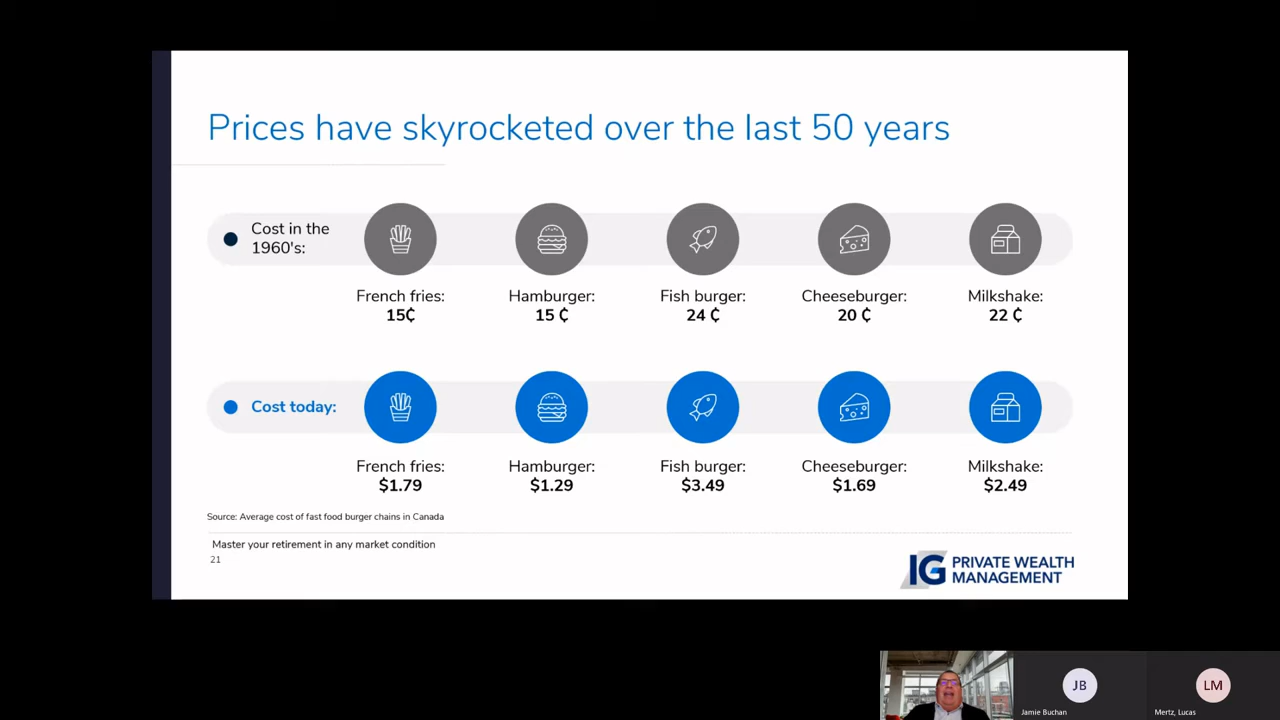 Prices have skyrocketed over the last 50 years
Cost in the
1960's:
French fries:
15₵
Hamburger:
15 ₵
Fish burger:
24 ₵
Cheeseburger:
20 ₵
Milkshake:
22 ₵
Cost today:
French fries:
$1.79
Hamburger:
$1.29
Fish burger:
$3.49
Cheeseburger:
$1.69
Milkshake:
$2.49
Source: Average cost of fast food burger chains in Canada
Master your retirement in any market condition
21
IG PRIVATE WEALTH
MANAGEMENT
JB
Jamie Buchan
LM
Mertz, Lucas